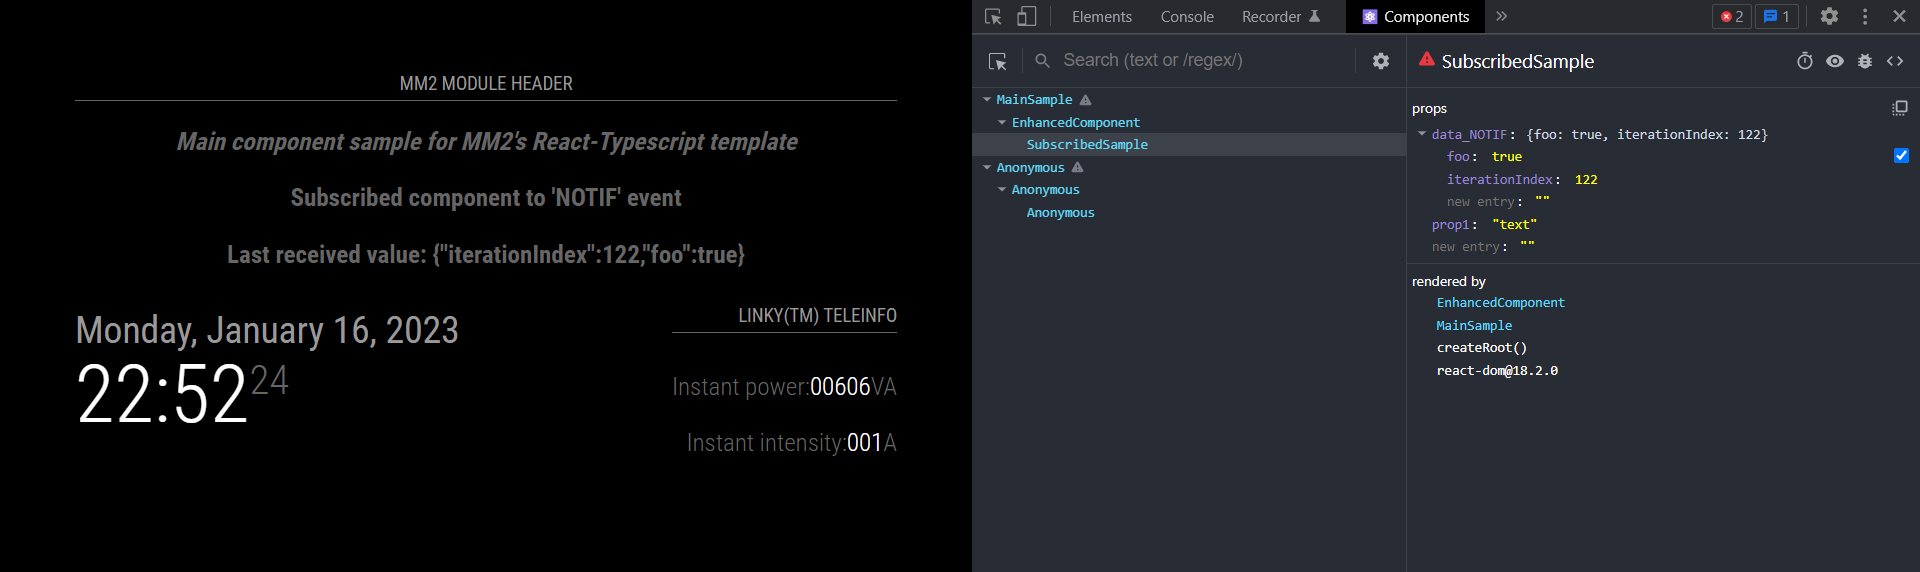 MM2 MODULE HEADER
Main component sample for MM2's React-Typescript template
Subscribed component to 'NOTIF' event
Last received value: {"iterationIndex":122,"foo":true}
Monday, January 16, 2023
22:52 24
LINKY(TM) TELEINFO
Instant power:00606VA
Instant intensity:001A
Elements Console Recorder Components » 2 1
Search (text or /regex/)
MainSample
EnhancedComponent
SubscribedSample
Anonymous
Anonymous
Anonymous
SubscribedSample
props
data_NOTIF: {foo: true, iterationIndex: 122}
foo: true
iterationIndex: 122
new entry: ""
prop1: "text"
new entry: ""
rendered by
EnhancedComponent
MainSample
createRoot()
react-dom@18.2.0